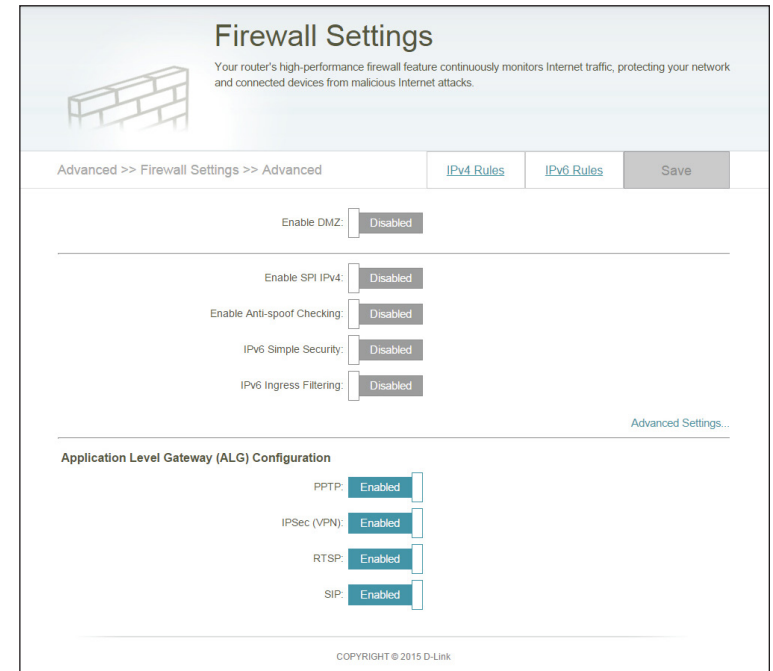 Firewall Settings
Your router's high-performance firewall feature continuously monitors Internet traffic, protecting your network
and connected devices from malicious Internet attacks.
Advanced >> Firewall Settings >> Advanced
IPv4 Rules
IPv6 Rules
Save
Enable DMZ: Disabled
Enable SPI IPv4: Disabled
Enable Anti-spoof Checking: Disabled
IPv6 Simple Security: Disabled
IPv6 Ingress Filtering: Disabled
Advanced Settings...
Application Level Gateway (ALG) Configuration
PPTP: Enabled
IPSec (VPN): Enabled
RTSP: Enabled
SIP: Enabled
COPYRIGHT © 2015 D-Link